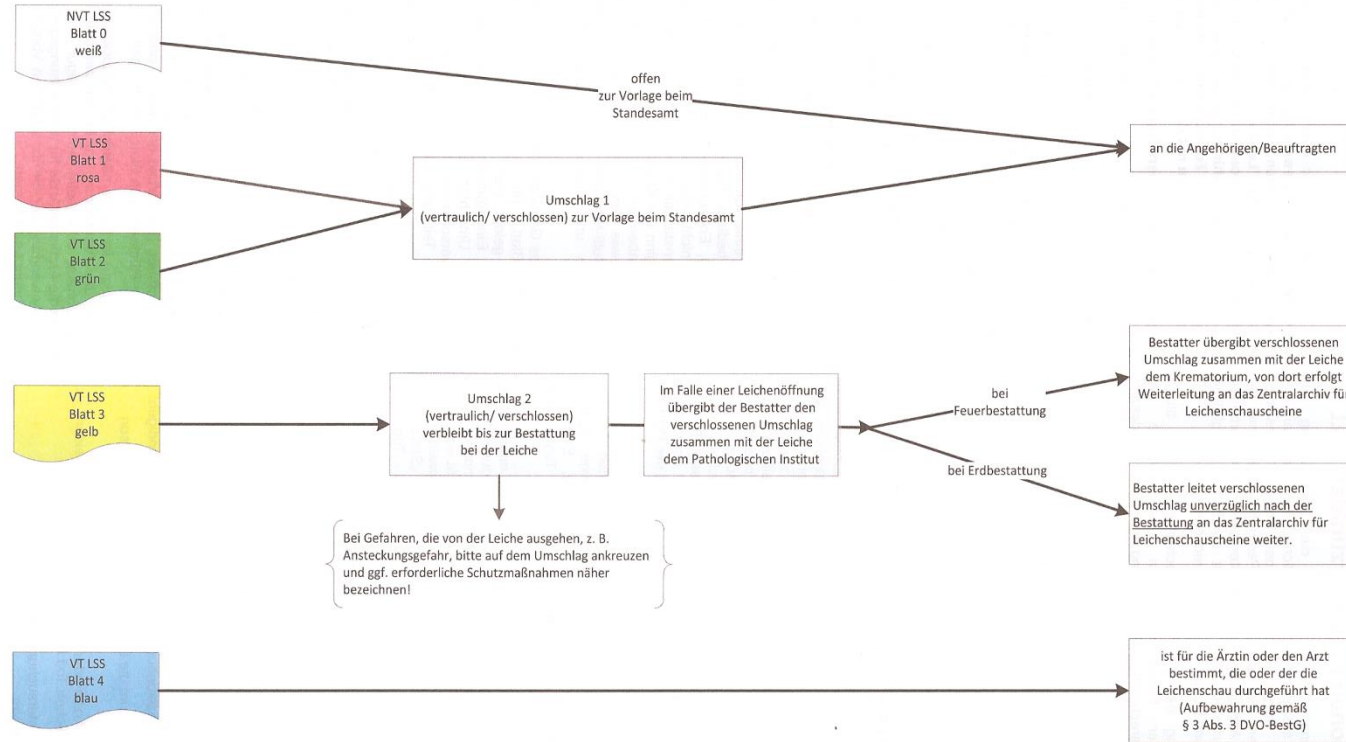 NVT LSS
Blatt 0
weiß
offen
zur Vorlage beim
Standesamt
VT LSS
Blatt 1
rosa
an die Angehörigen/Beauftragten
Umschlag 1
(vertraulich/ verschlossen) zur Vorlage beim Standesamt
VT LSS
Blatt 2
grün
VT LSS
Blatt 3
gelb
Umschlag 2
(vertraulich/ verschlossen)
verbleibt bis zur Bestattung
bei der Leiche
Im Falle einer Leichenöffnung
übergibt der Bestatter den
verschlossenen Umschlag
zusammen mit der Leiche
dem Pathologischen Institut
bei
Feuerbestattung
Bestatter übergibt verschlossenen
Umschlag zusammen mit der Leiche
dem Krematorium, von dort erfolgt
Weiterleitung an das Zentralarchiv für
Leichenschauscheine
bei Erdbestattung
Bestatter leitet verschlossenen
Umschlag unverzüglich nach der
Bestattung an das Zentralarchiv für
Leichenschauscheine weiter.
Bei Gefahren, die von der Leiche ausgehen, z. B.
Ansteckungsgefahr, bitte auf dem Umschlag ankreuzen
und ggf. erforderliche Schutzmaßnahmen näher
bezeichnen!
VT LSS
Blatt 4
blau
ist für die Ärztin oder den Arzt
bestimmt, die oder der die
Leichenschau durchgeführt hat
(Aufbewahrung gemäß
§ 3 Abs. 3 DVO-BestG)